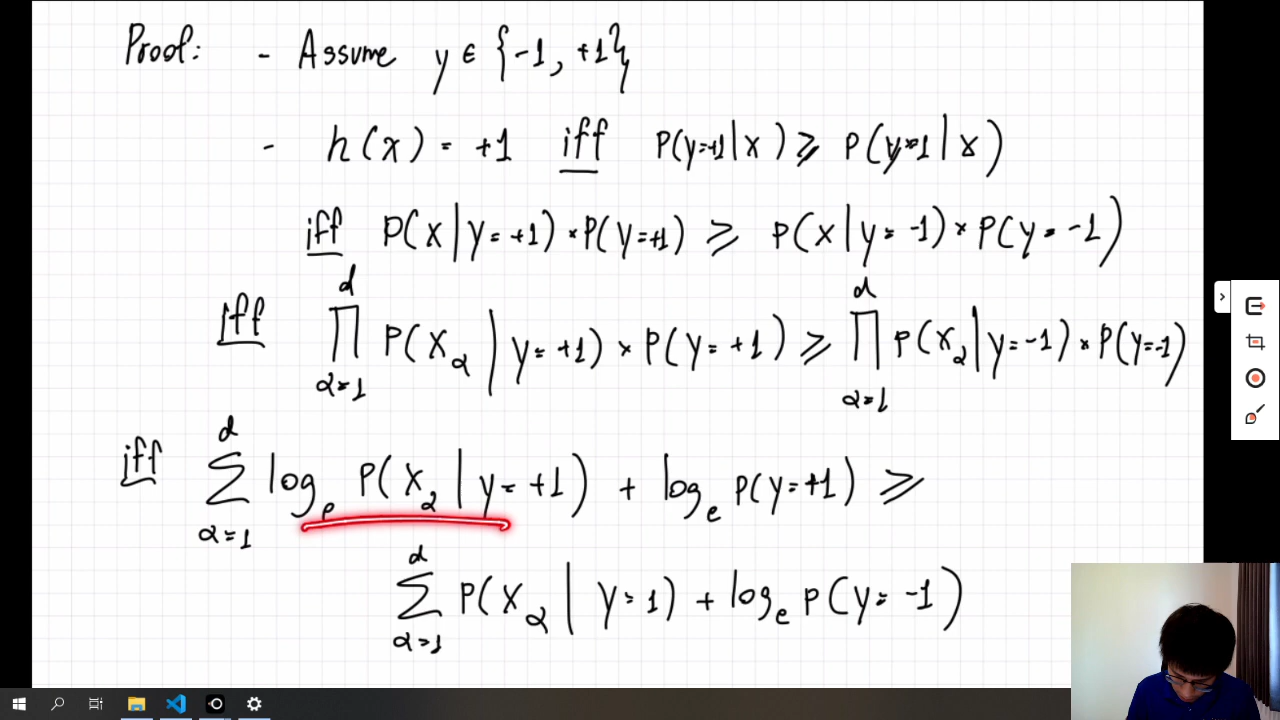 Proof: - Assume y ∈ {-1, +1}
- h(x) = +1 iff P(y=+1|x) ≥ P(y=-1|x)
iff P(x|y=+1) * P(y=+1) ≥ P(x|y=-1) * P(y=-1)
iff ∏_{α=1}^{d} P(x_α | y=+1) * P(y=+1) ≥ ∏_{α=1}^{d} P(x_α | y=-1) * P(y=-1)
iff ∑_{α=1}^{d} log_e P(x_α | y=+1) + log_e P(y=+1) ≥
∑_{α=1}^{d} P(x_α | y=1) + log_e P(y=-1)